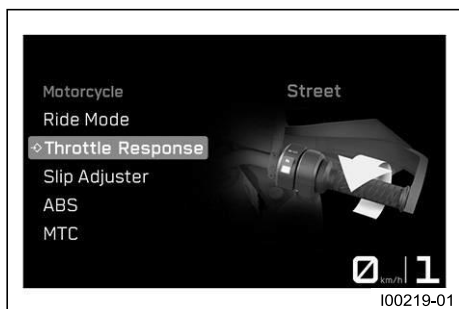 Motorcycle
Street
Ride Mode
Throttle Response
Slip Adjuster
ABS
MTC
0 km/h 1
I00219-01